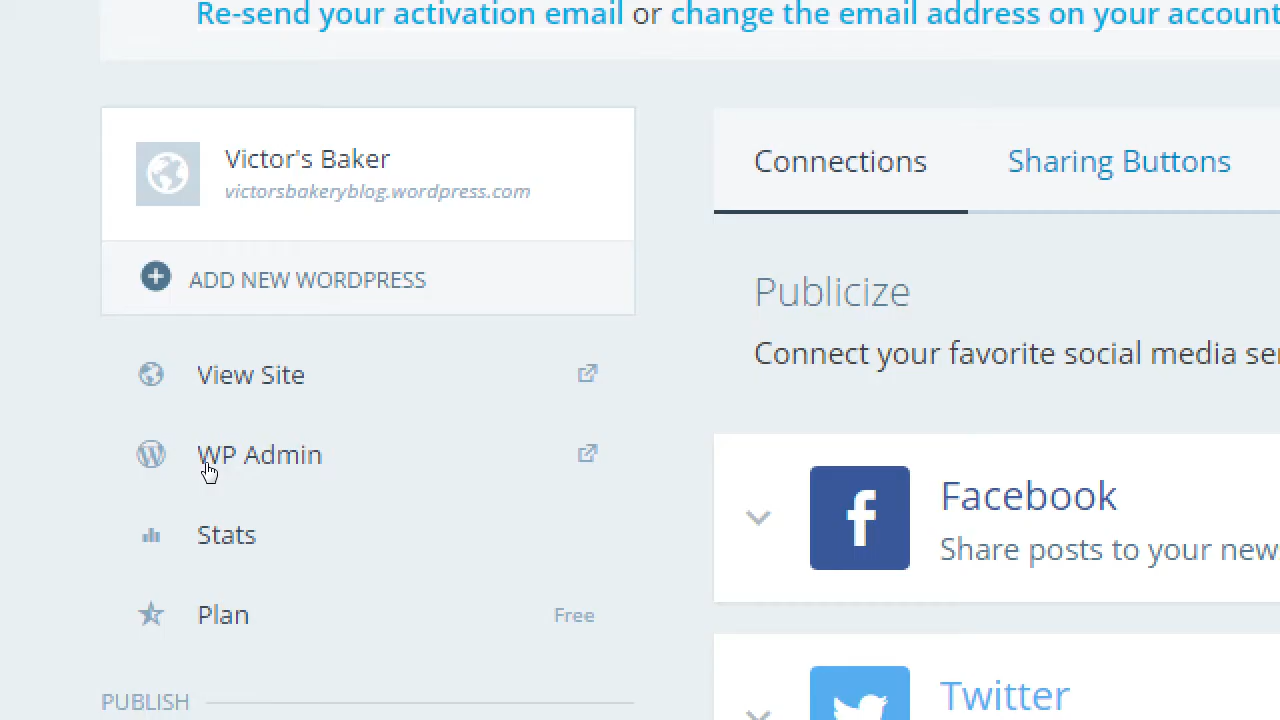 Re-send your activation email or change the email address on your account
Victor's Baker
victorsbakeryblog.wordpress.com
ADD NEW WORDPRESS
View Site
WP Admin
Stats
Plan
Free
PUBLISH
Connections
Sharing Buttons
Publicize
Connect your favorite social media se
Facebook
Share posts to your new
Twitter